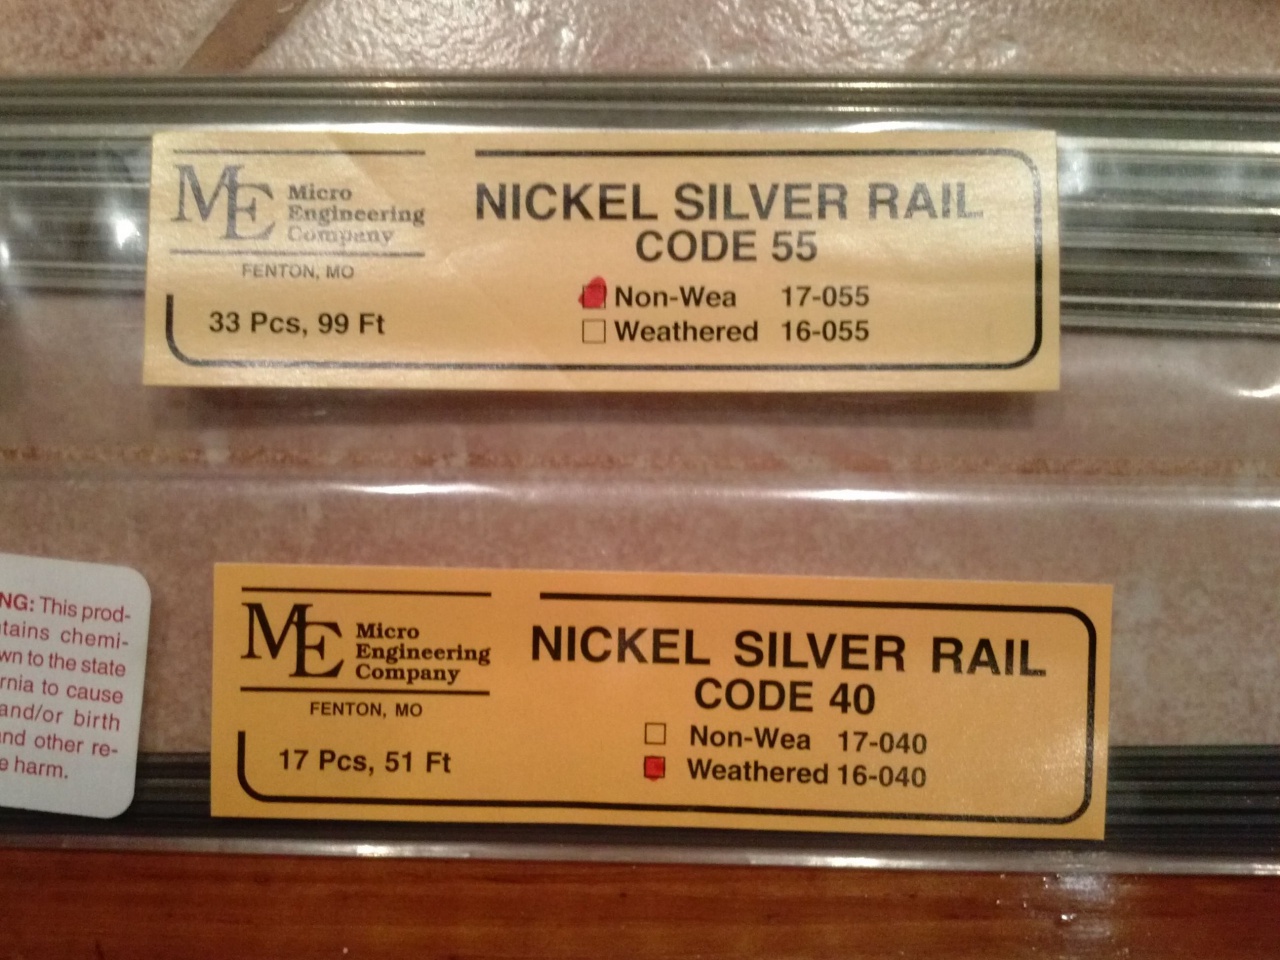 ME Micro
Engineering
Company
FENTON, MO
33 Pcs, 99 Ft
NICKEL SILVER RAIL
CODE 55
Non-Wea 17-055
Weathered 16-055
NG: This prod-
tains chemi-
wn to the state
rnia to cause
and/or birth
nd other re-
e harm.
ME Micro
Engineering
Company
FENTON, MO
17 Pcs, 51 Ft
NICKEL SILVER RAIL
CODE 40
Non-Wea 17-040
Weathered 16-040